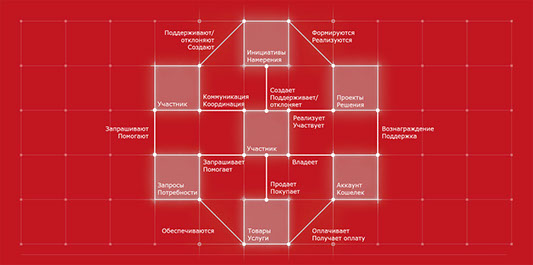 Поддерживают/
отклоняют
Создают
Формируются
Реализуются
Инициативы
Намерения
Участник
Коммуникация
Координация
Создает
Поддерживает/
отклоняет
Проекты
Решения
Запрашивают
Помогают
Реализует
Участвует
Вознаграждение
Поддержка
Участник
Запрашивает
Помогает
Владеет
Запросы
Потребности
Продает
Покупает
Аккаунт
Кошелек
Обеспечиваются
Товары
Услуги
Оплачивает
Получает оплату